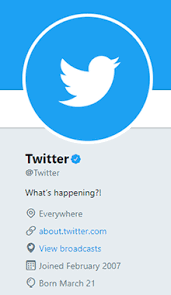 Twitter
@Twitter
What's happening?!
Everywhere
about.twitter.com
View broadcasts
Joined February 2007
Born March 21